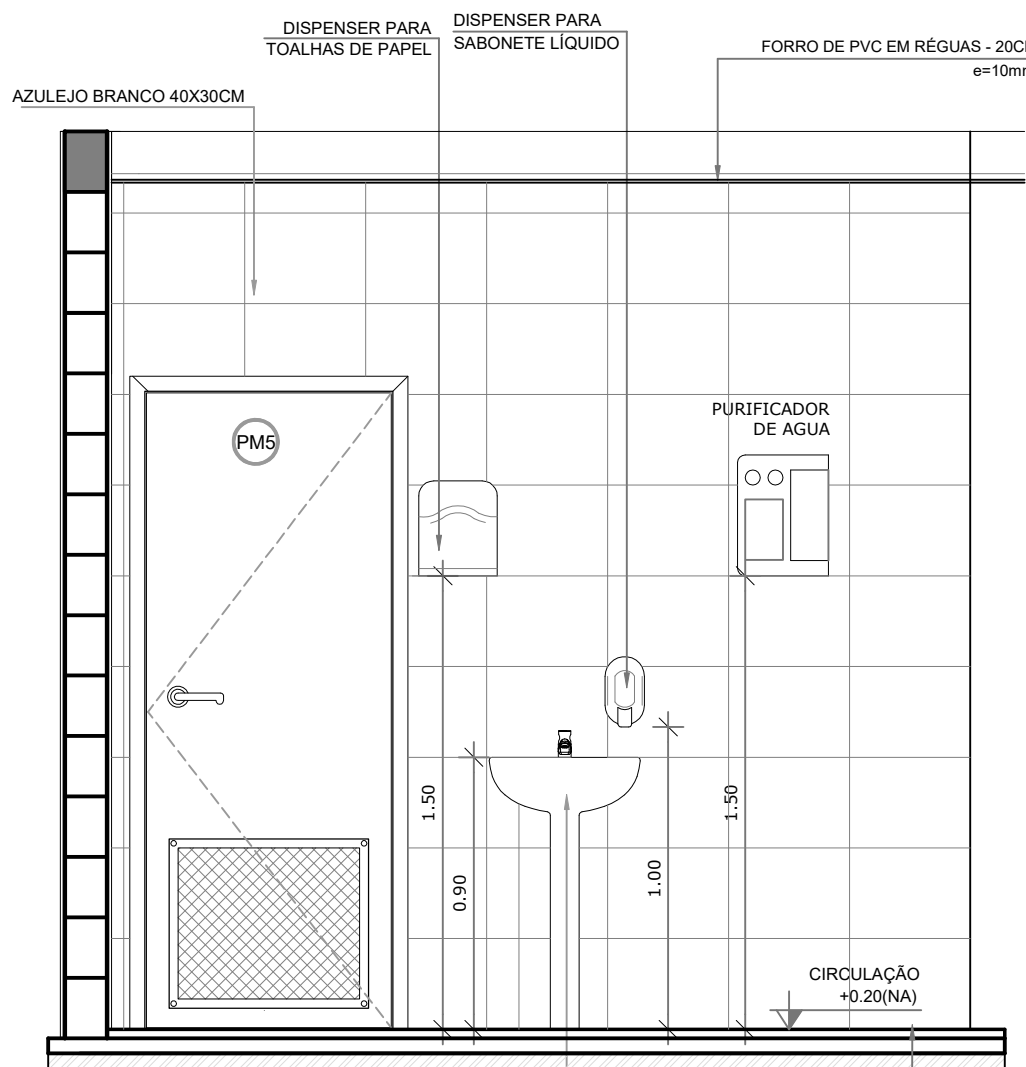 DISPENSER PARA
TOALHAS DE PAPEL
DISPENSER PARA
SABONETE LÍQUIDO
FORRO DE PVC EM RÉGUAS - 20C
e=10m
AZULEJO BRANCO 40X30CM
PM5
PURIFICADOR
DE AGUA
1.50
0.90
1.00
1.50
CIRCULAÇÃO
+0.20(NA)